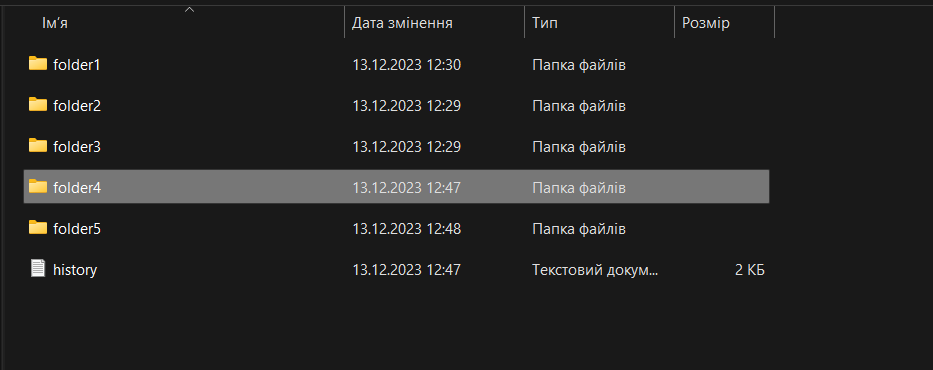 Ім’я Дата змінення Тип Розмір
folder1 13.12.2023 12:30 Папка файлів
folder2 13.12.2023 12:29 Папка файлів
folder3 13.12.2023 12:29 Папка файлів
folder4 13.12.2023 12:47 Папка файлів
folder5 13.12.2023 12:48 Папка файлів
history 13.12.2023 12:47 Текстовий докум... 2 КБ